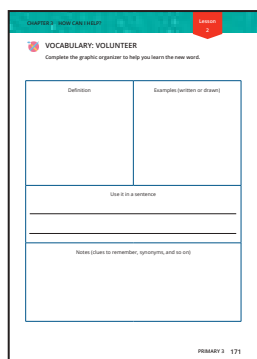 CHAPTER 3 HOW CAN I HELP?
Lesson
2
VOCABULARY: VOLUNTEER
Complete the graphic organizer to help you learn the new word.
Definition
Examples (written or drawn)
Use it in a sentence
Notes (clues to remember, synonyms, and so on)
PRIMARY 3 171